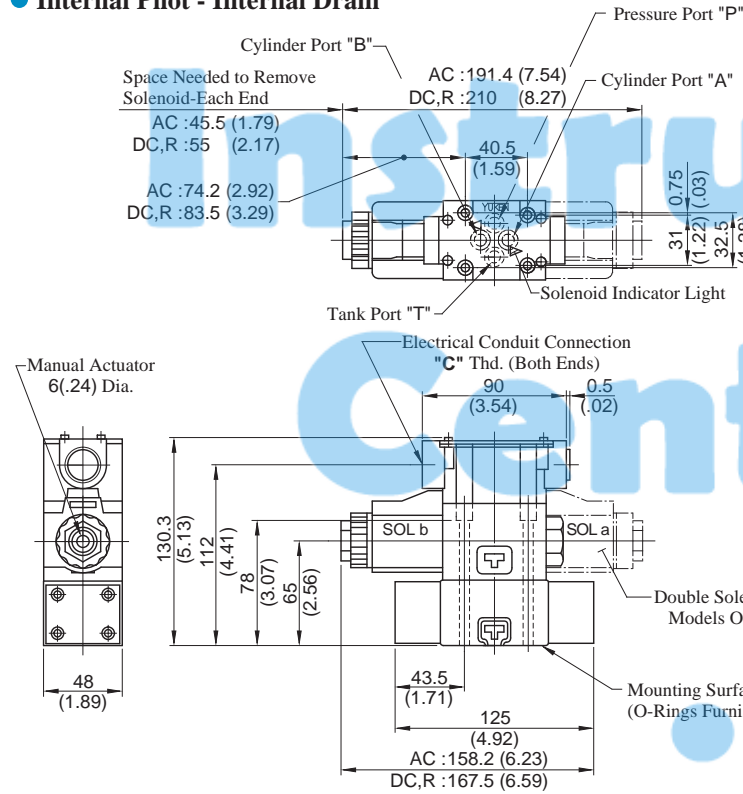 Internal Pilot - Internal Drain
Pressure Port "P"
Cylinder Port "B"
Space Needed to Remove
Solenoid-Each End
AC :191.4 (7.54)
DC,R :210 (8.27)
Cylinder Port "A"
AC :45.5 (1.79)
DC,R :55 (2.17)
40.5
(1.59)
0.75
(.03)
AC :74.2 (2.92)
DC,R :83.5 (3.29)
YUKEN
31
(1.22)
32.5
Solenoid Indicator Light
Tank Port "T"
Electrical Conduit Connection
"C" Thd. (Both Ends)
Manual Actuator
6(.24) Dia.
90
(3.54)
0.5
(.02)
130.3
(5.13)
112
(4.41)
78
(3.07)
65
(2.56)
SOL b
SOL a
Double Sole
Models O
48
(1.89)
43.5
(1.71)
Mounting Surfa
(O-Rings Furni
125
(4.92)
AC :158.2 (6.23)
DC,R :167.5 (6.59)
Instru
Cent